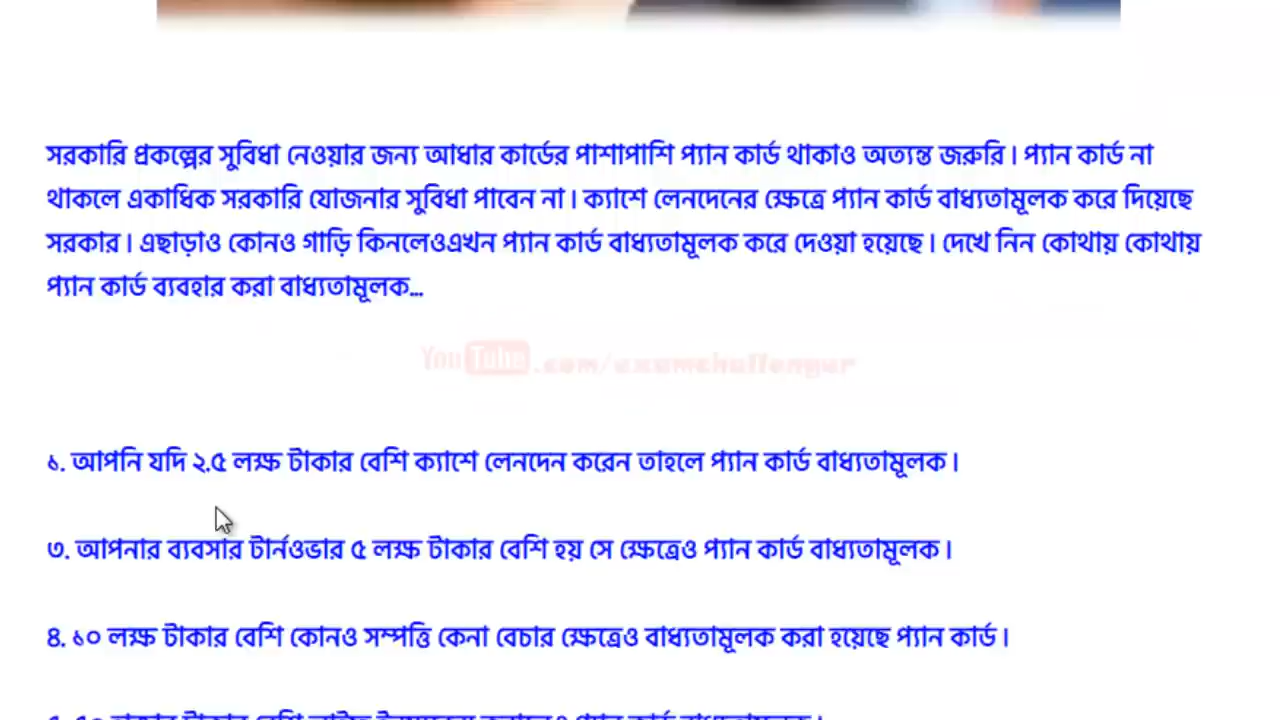 সরকারি প্রকল্পের সুবিধা নেওয়ার জন্য আধার কার্ডের পাশাপাশি প্যান কার্ড থাকাও অত্যন্ত জরুরি। প্যান কার্ড না
থাকলে একাধিক সরকারি যোজনার সুবিধা পাবেন না। ক্যাশে লেনদেনের ক্ষেত্রে প্যান কার্ড বাধ্যতামূলক করে দিয়েছে
সরকার। এছাড়াও কোনও গাড়ি কিনলেওএখন প্যান কার্ড বাধ্যতামূলক করে দেওয়া হয়েছে। দেখে নিন কোথায় কোথায়
প্যান কার্ড ব্যবহার করা বাধ্যতামূলক...
YouTube.com/examchallengur
১. আপনি যদি ২.৫ লক্ষ টাকার বেশি ক্যাশে লেনদেন করেন তাহলে প্যান কার্ড বাধ্যতামূলক।
৩. আপনার ব্যবসার টার্নওভার ৫ লক্ষ টাকার বেশি হয় সে ক্ষেত্রেও প্যান কার্ড বাধ্যতামূলক।
৪. ১০ লক্ষ টাকার বেশি কোনও সম্পত্তি কেনা বেচার ক্ষেত্রেও বাধ্যতামূলক করা হয়েছে প্যান কার্ড।